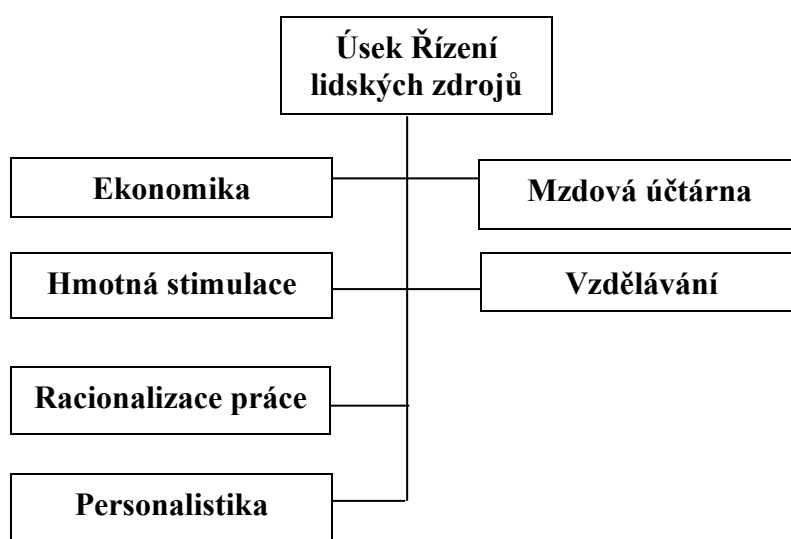 Úsek Řízení
lidských zdrojů
Ekonomika
Mzdová účtárna
Hmotná stimulace
Vzdělávání
Racionalizace práce
Personalistika